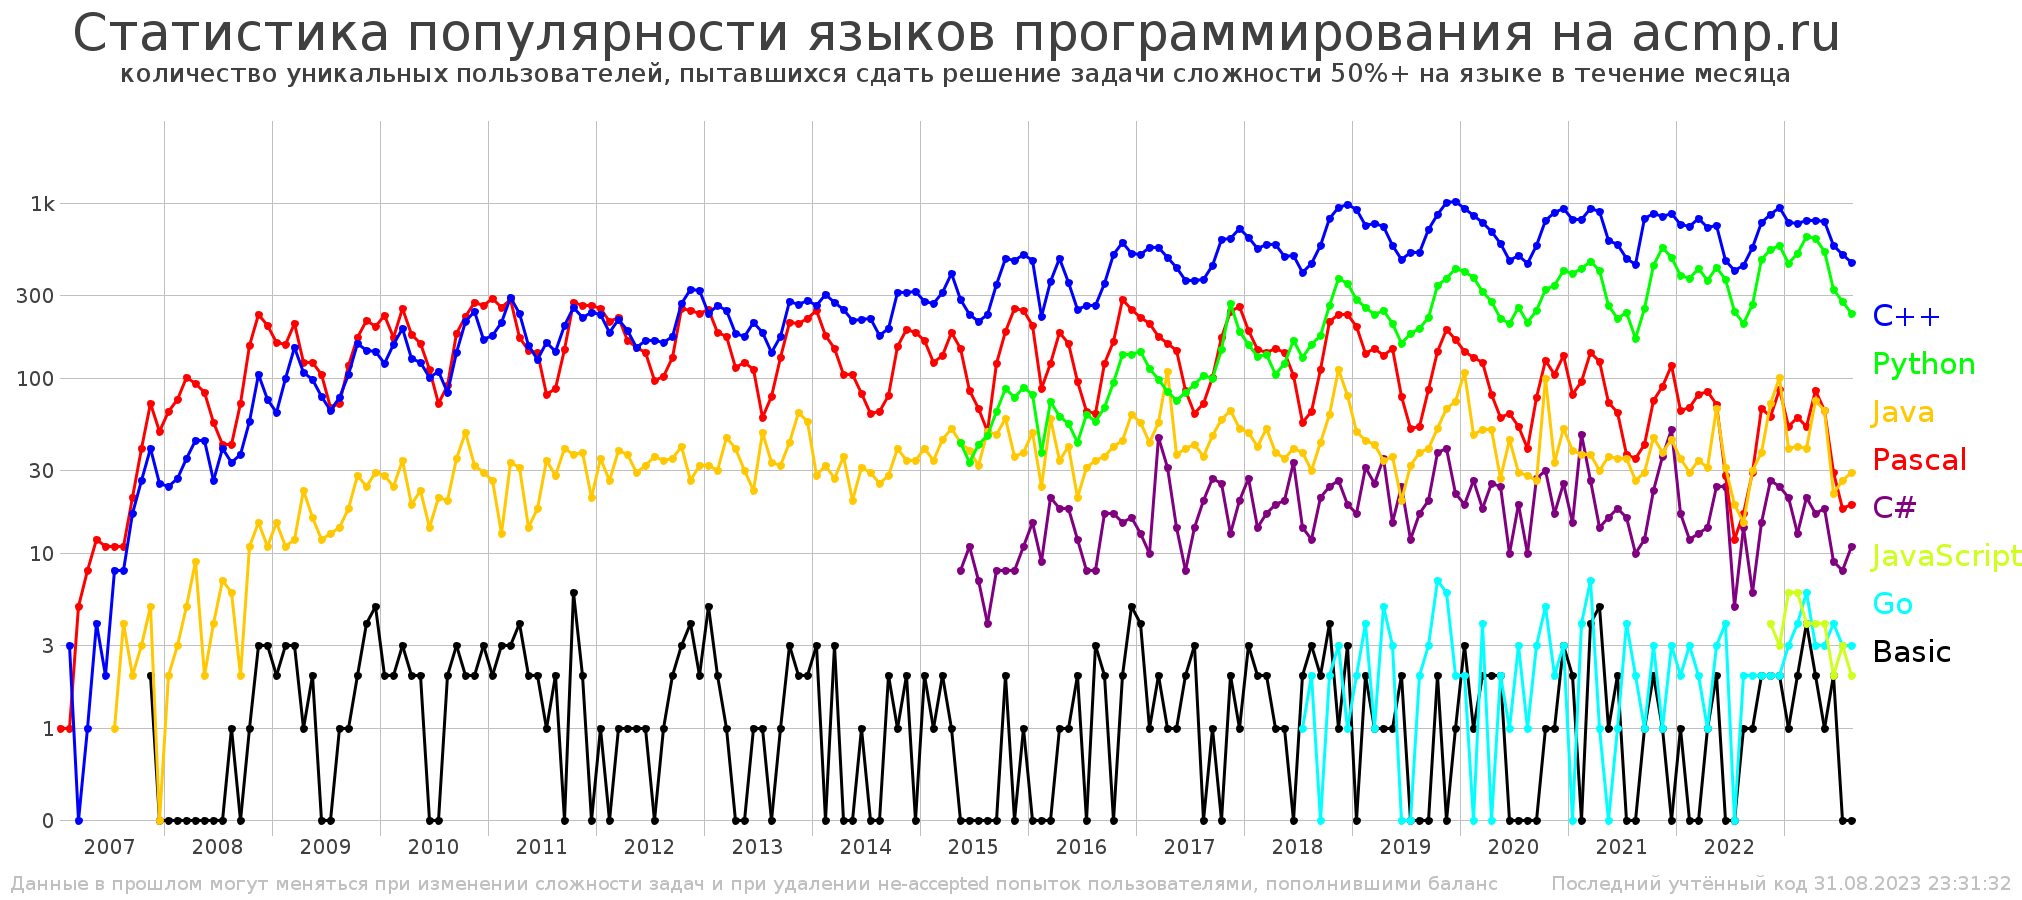 Статистика популярности языков программирования на acmp.ru
количество уникальных пользователей, пытавшихся сдать решение задачи сложности 50%+ на языке в течение месяца
1k
300
100
30
10
3
1
0
C++
Python
Java
Pascal
C#
JavaScript
Go
Basic
2007 2008 2009 2010 2011 2012 2013 2014 2015 2016 2017 2018 2019 2020 2021 2022
Данные в прошлом могут меняться при изменении сложности задач и при удалении не-accepted попыток пользователями, пополнившими баланс Последний учтённый код 31.08.2023 23:31:32